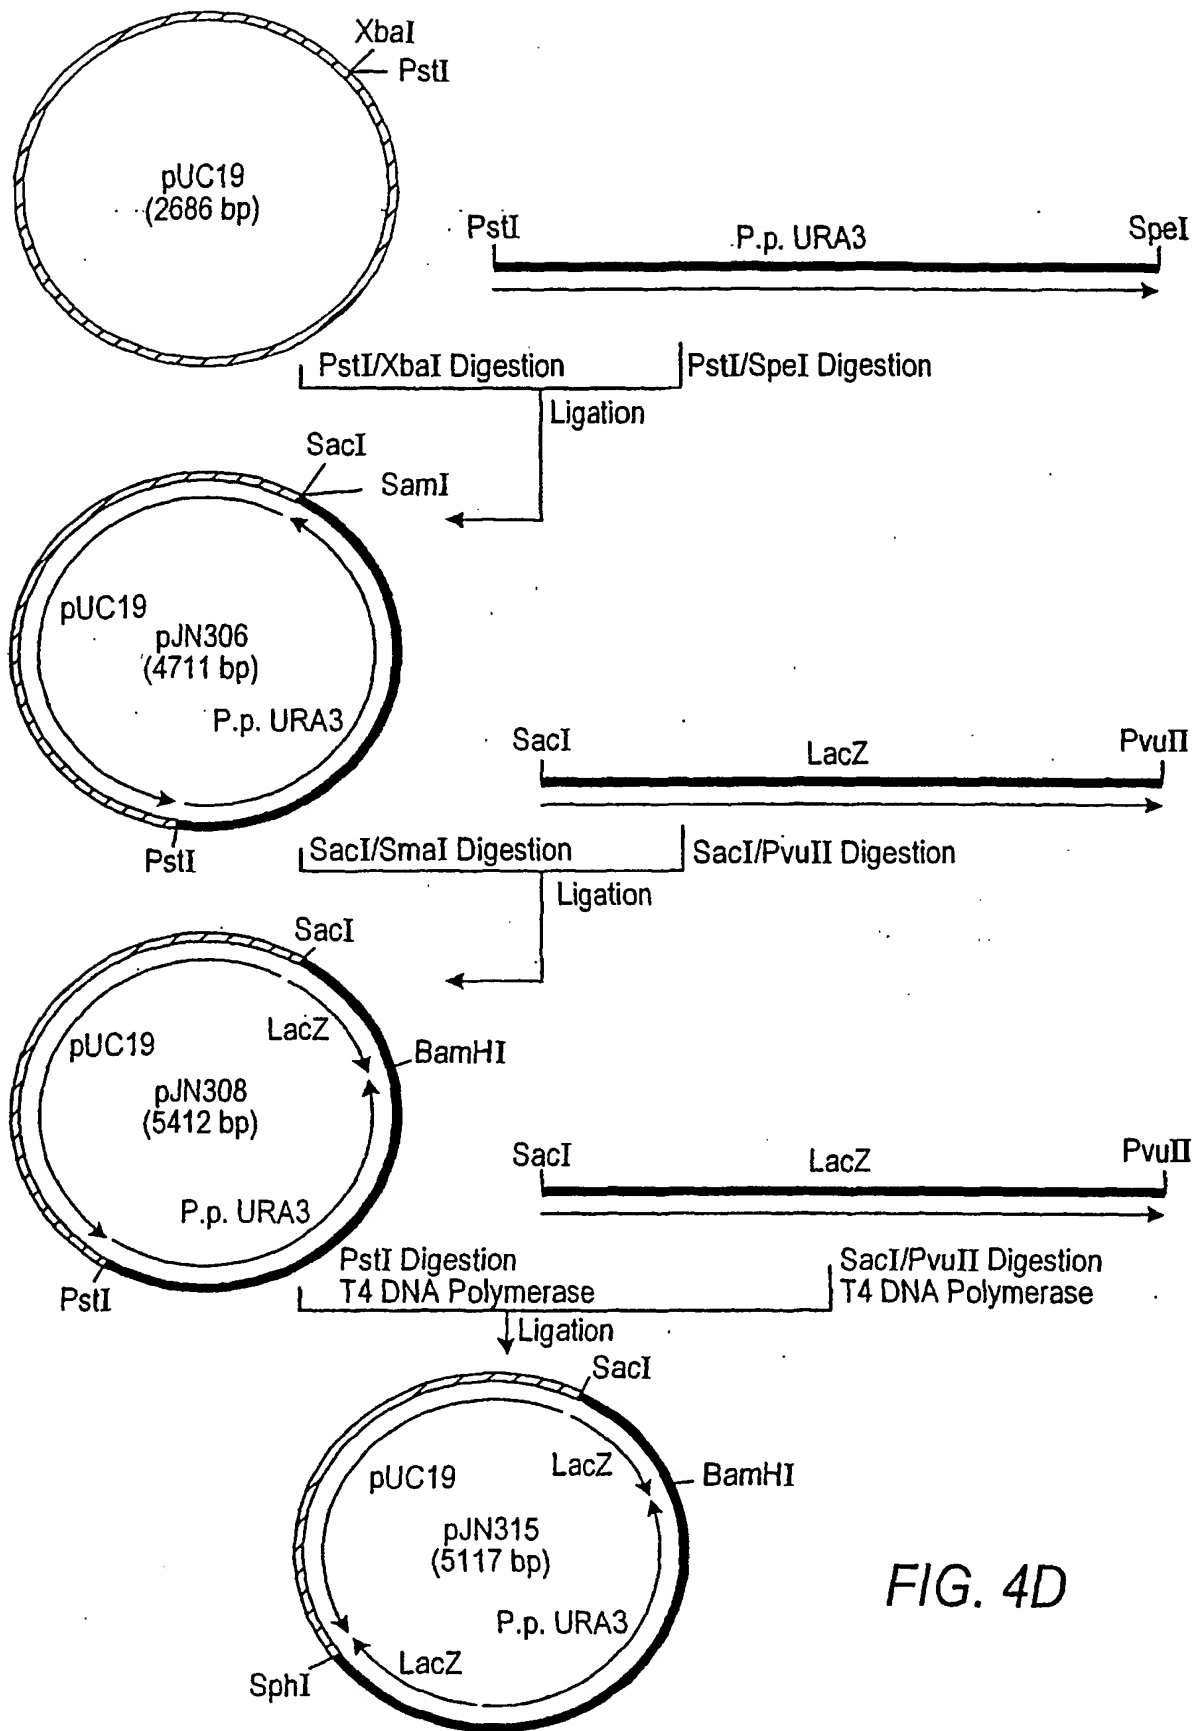 XbaI
PstI
pUC19
(2686 bp)
PstI
P.p. URA3
SpeI
PstI/XbaI Digestion
PstI/SpeI Digestion
Ligation
SacI
SamI
pUC19
pJN306
(4711 bp)
P.p. URA3
PstI
SacI
LacZ
PvuII
SacI/SmaI Digestion
SacI/PvuII Digestion
Ligation
SacI
LacZ
pUC19
BamHI
pJN308
(5412 bp)
P.p. URA3
PstI
SacI
LacZ
PvuII
PstI Digestion
T4 DNA Polymerase
SacI/PvuII Digestion
T4 DNA Polymerase
Ligation
SacI
LacZ
pUC19
BamHI
pJN315
(5117 bp)
P.p. URA3
LacZ
SphI
FIG. 4D